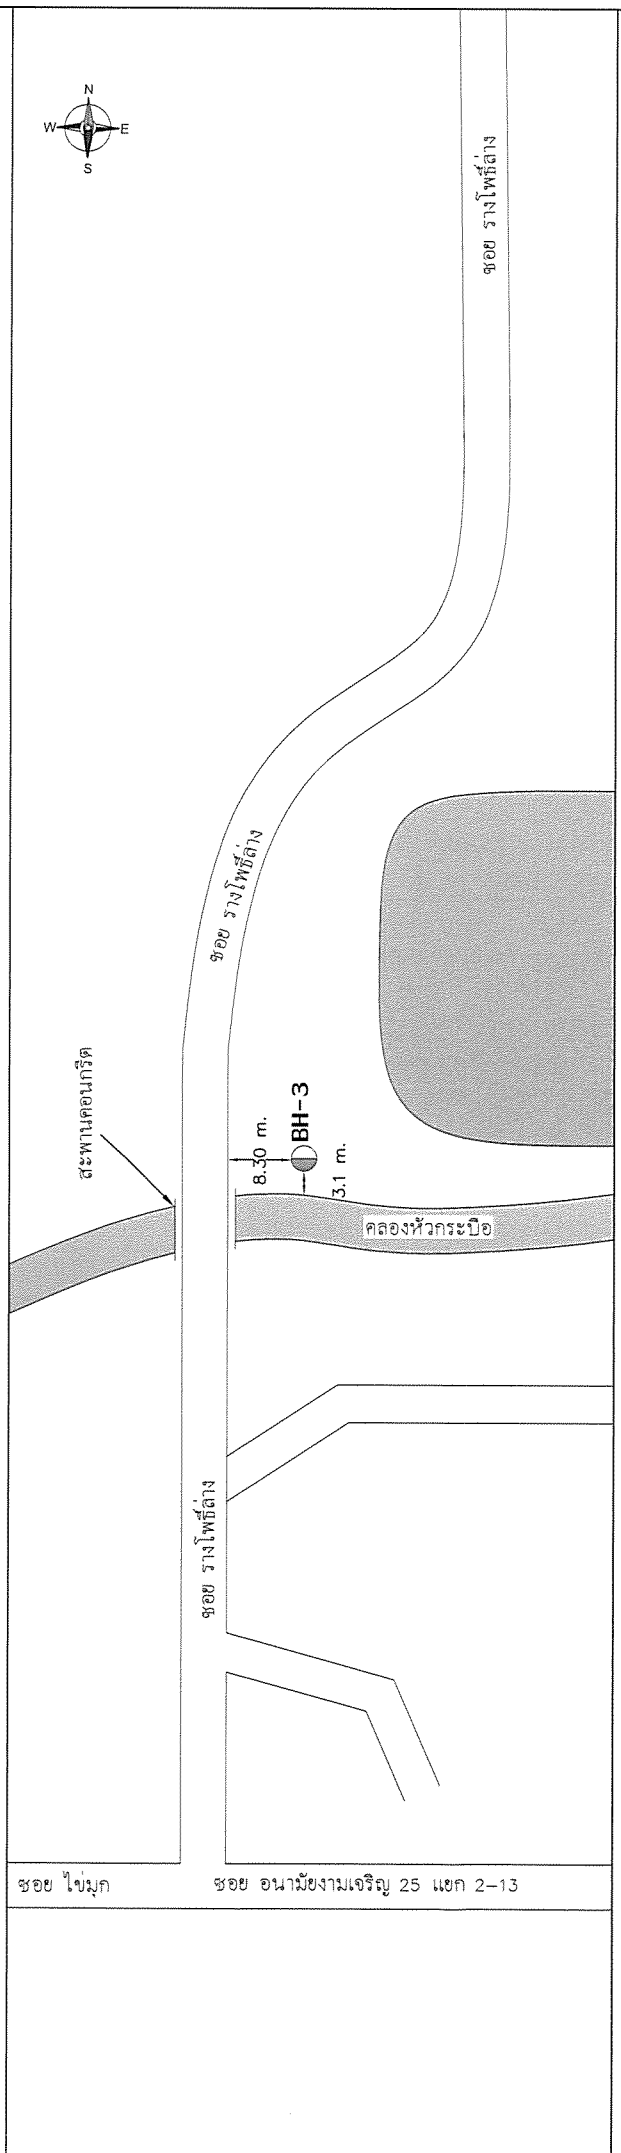 N
W E
S
ซอย รางโพธิ์ล่าง
ซอย รางโพธิ์ล่าง
สะพานคอนกรีต
8.30 m.
BH-3
3.1 m.
คลองหัวกระบือ
ซอย รางโพธิ์ล่าง
ซอย ไข่มุก
ซอย อนามัยงามเจริญ 25 แยก 2-13